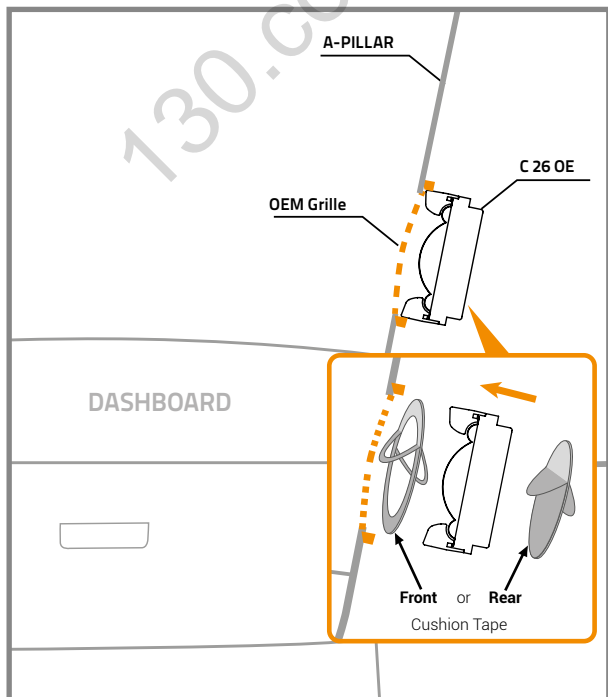 130.co
A-PILLAR
C 26 OE
OEM Grille
DASHBOARD
Front or Rear
Cushion Tape